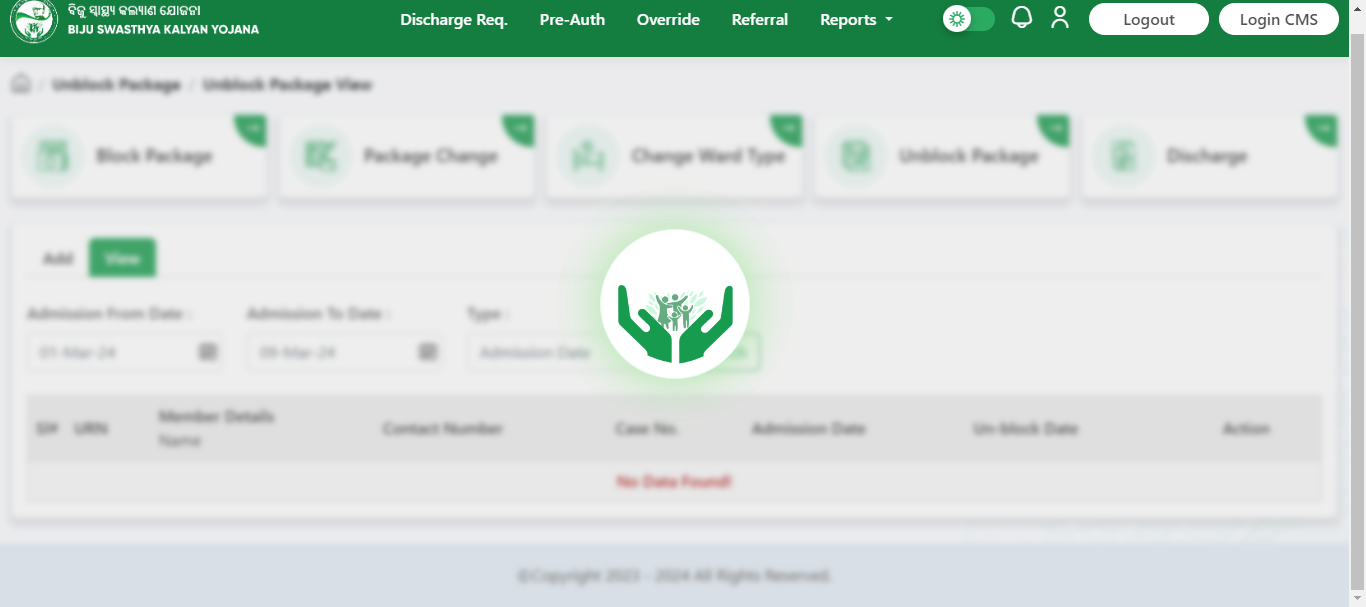 ବିଜୁ ସ୍ୱାସ୍ଥ୍ୟ କଲ୍ୟାଣ ଯୋଜନା
BIJU SWASTHYA KALYAN YOJANA
Discharge Req. Pre-Auth Override Referral Reports Logout Login CMS
/ Unblock Package / Unblock Package View
Block Package Package Change Change Ward Type Unblock Package Discharge
Add View
Admission From Date : Admission To Date : Type :
01-Mar-24 09-Mar-24 Admission Date
Sl# URN Member Details Contact Number Case No. Admission Date Un-block Date Action
Name
No Data Found!
©Copyright 2023 - 2024 All Rights Reserved.